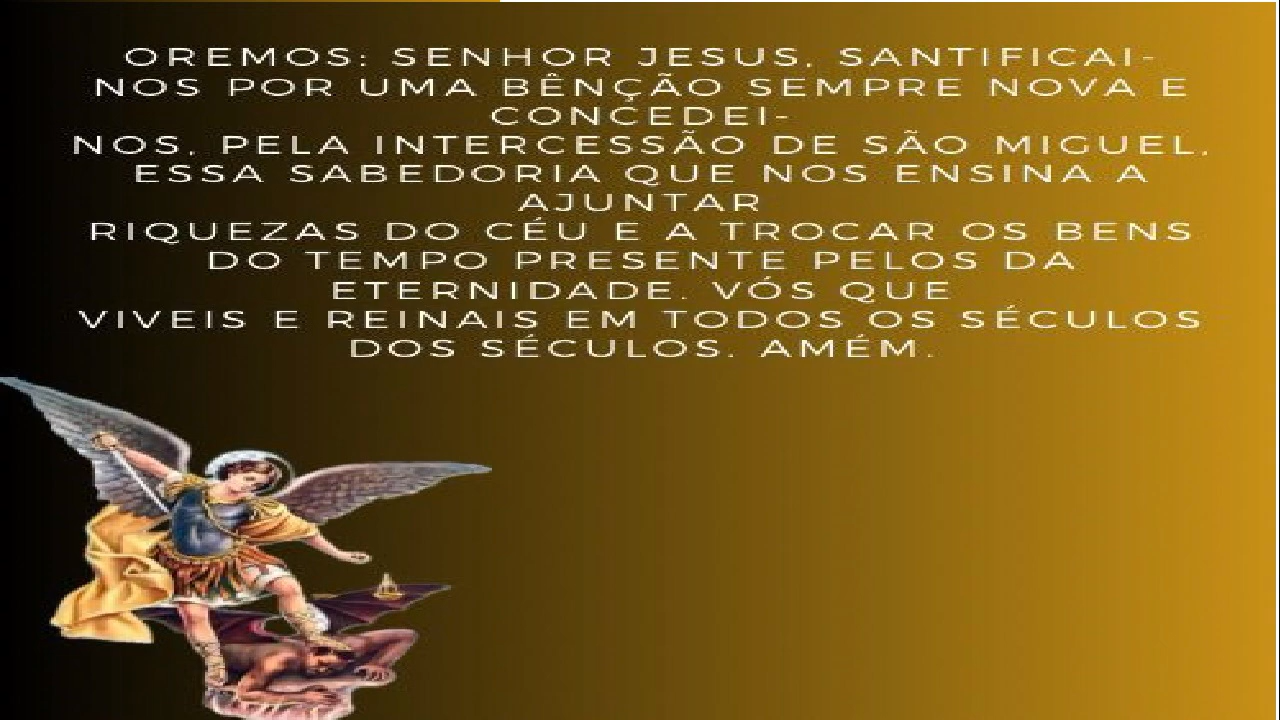 OREMOS: SENHOR JESUS, SANTIFICAI-
NOS POR UMA BÊNÇÃO SEMPRE NOVA E
CONCEDEI-
NOS, PELA INTERCESSÃO DE SÃO MIGUEL,
ESSA SABEDORIA QUE NOS ENSINA A
AJUNTAR
RIQUEZAS DO CÉU E A TROCAR OS BENS
DO TEMPO PRESENTE PELOS DA
ETERNIDADE. VÓS QUE
VIVEIS E REINAIS EM TODOS OS SÉCULOS
DOS SÉCULOS. AMÉM.